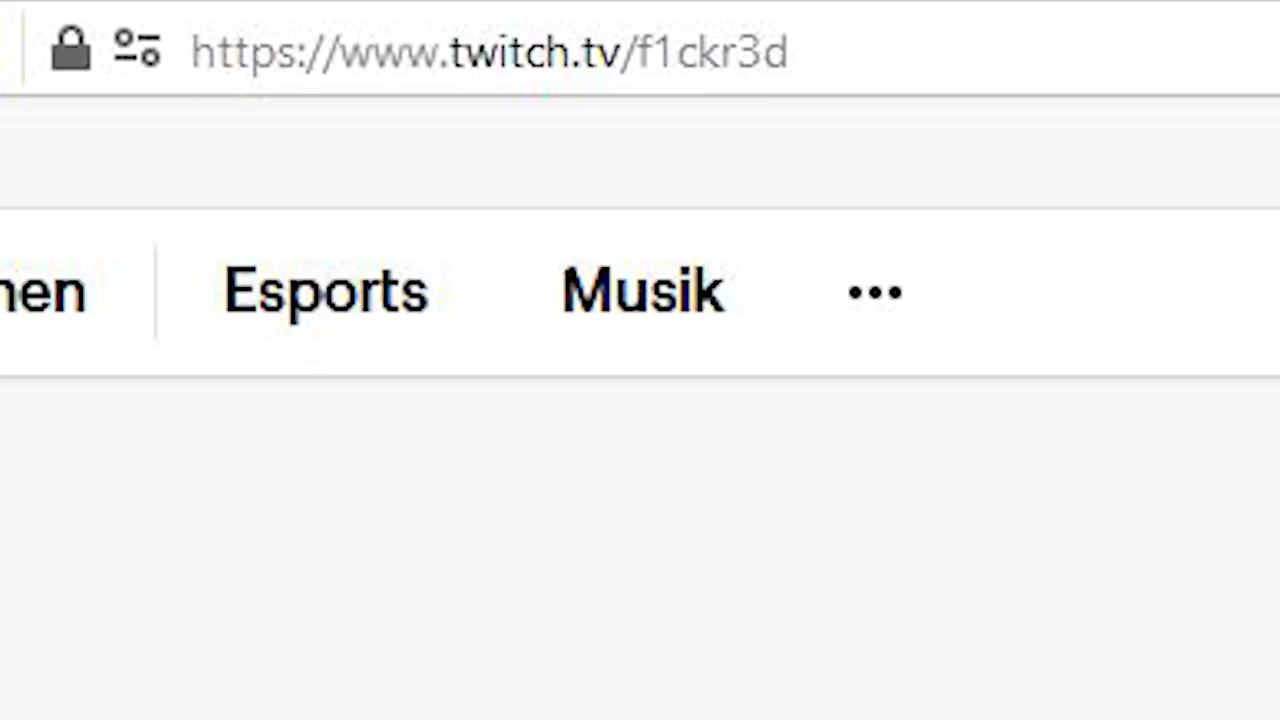 https://www.twitch.tv/f1ckr3d
Esports Musik •••